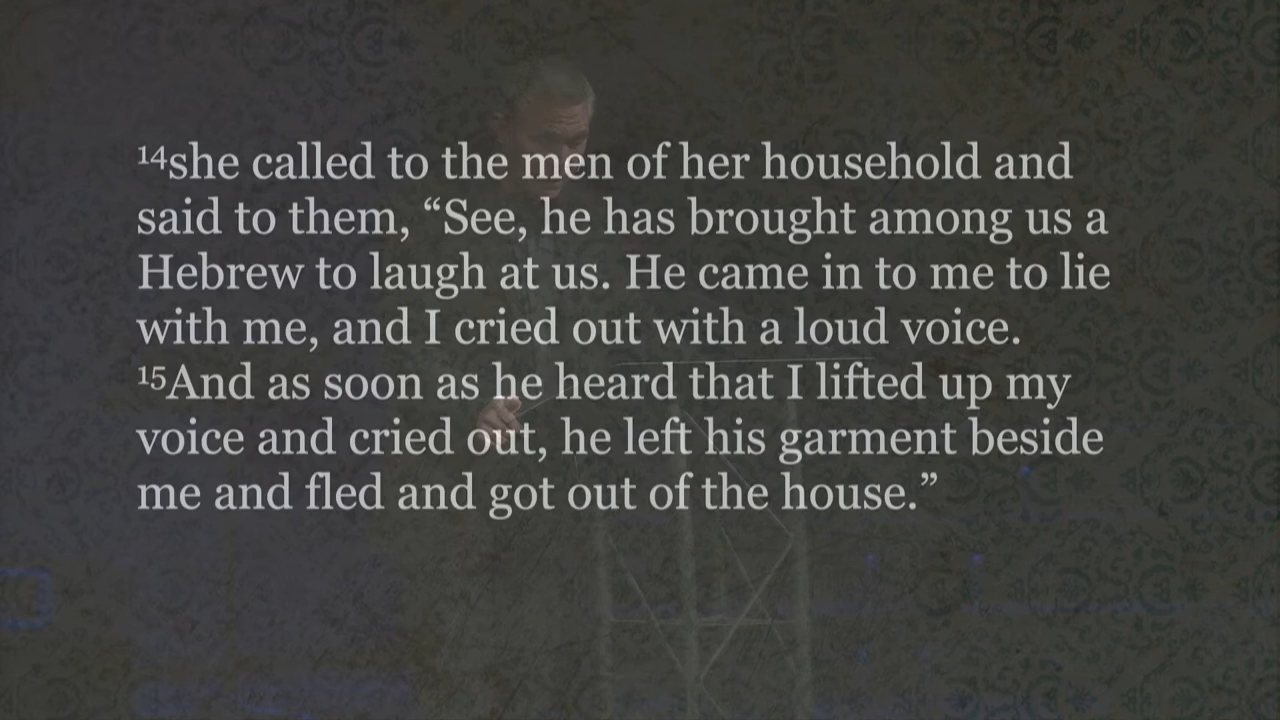 ¹⁴she called to the men of her household and
said to them, “See, he has brought among us a
Hebrew to laugh at us. He came in to me to lie
with me, and I cried out with a loud voice.
¹⁵And as soon as he heard that I lifted up my
voice and cried out, he left his garment beside
me and fled and got out of the house.”